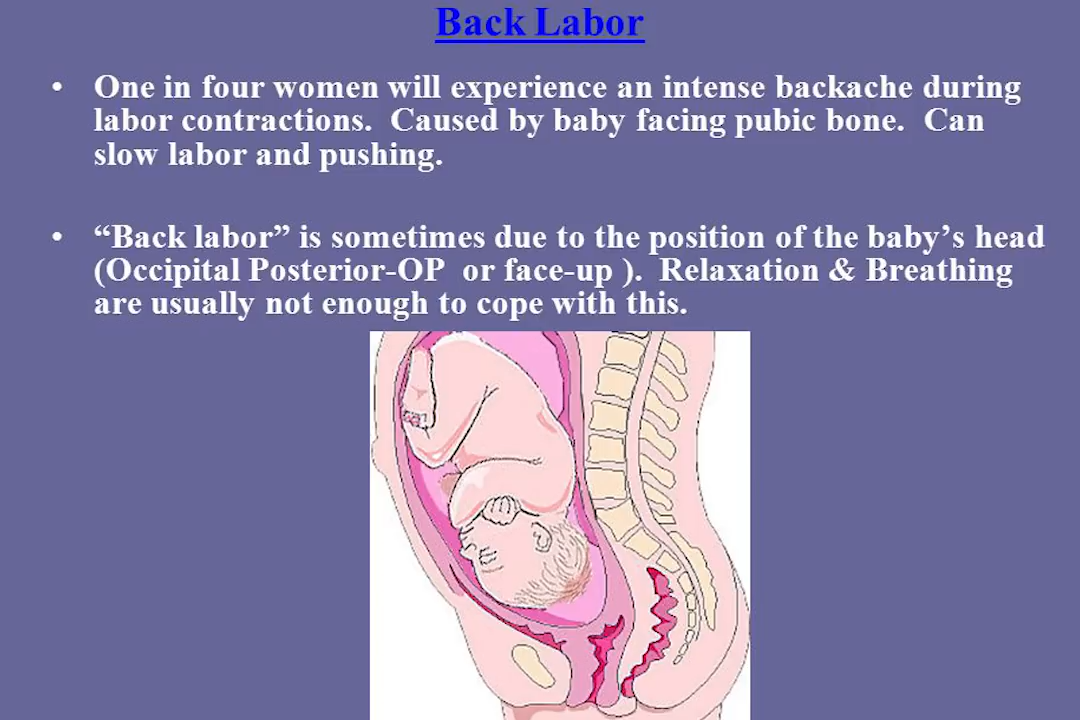 Back Labor
• One in four women will experience an intense backache during
labor contractions.  Caused by baby facing pubic bone.  Can
slow labor and pushing.
• “Back labor” is sometimes due to the position of the baby’s head
(Occipital Posterior-OP  or face-up ).  Relaxation & Breathing
are usually not enough to cope with this.